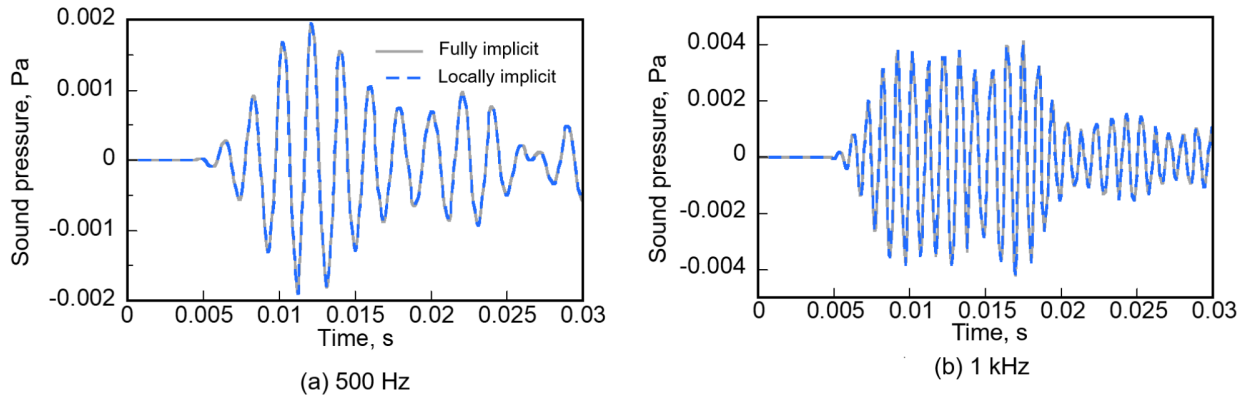 0.002
0.001
0
-0.001
-0.002
Sound pressure, Pa
Fully implicit
Locally implicit
0 0.005 0.01 0.015 0.02 0.025 0.03
Time, s
(a) 500 Hz
0.004
0.002
0
-0.002
-0.004
Sound pressure, Pa
0 0.005 0.01 0.015 0.02 0.025 0.03
Time, s
(b) 1 kHz